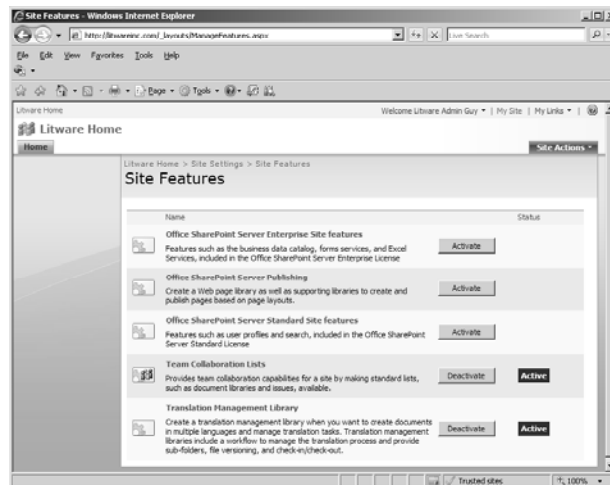 Site Features - Windows Internet Explorer
http://litwareinc.com/_layouts/ManageFeatures.aspx
Live Search
File Edit View Favorites Tools Help
Page Tools
Litware Home
Welcome Litware Admin Guy | My Site | My Links
Litware Home
Home
Site Actions
Litware Home > Site Settings > Site Features
Site Features
Name Status
Office SharePoint Server Enterprise Site features
Features such as the business data catalog, forms services, and Excel
Services, included in the Office SharePoint Server Enterprise License
Activate
Office SharePoint Server Publishing
Create a Web page library as well as supporting libraries to create and
publish pages based on page layouts.
Activate
Office SharePoint Server Standard Site features
Features such as user profiles and search, included in the Office SharePoint
Server Standard License
Activate
Team Collaboration Lists
Provides team collaboration capabilities for a site by making standard lists,
such as document libraries and issues, available.
Deactivate Active
Translation Management Library
Create a translation management library when you want to create documents
in multiple languages and manage translation tasks. Translation management
libraries include a workflow to manage the translation process and provide
sub-folders, file versioning, and check-in/check-out.
Deactivate Active
Trusted sites 100%